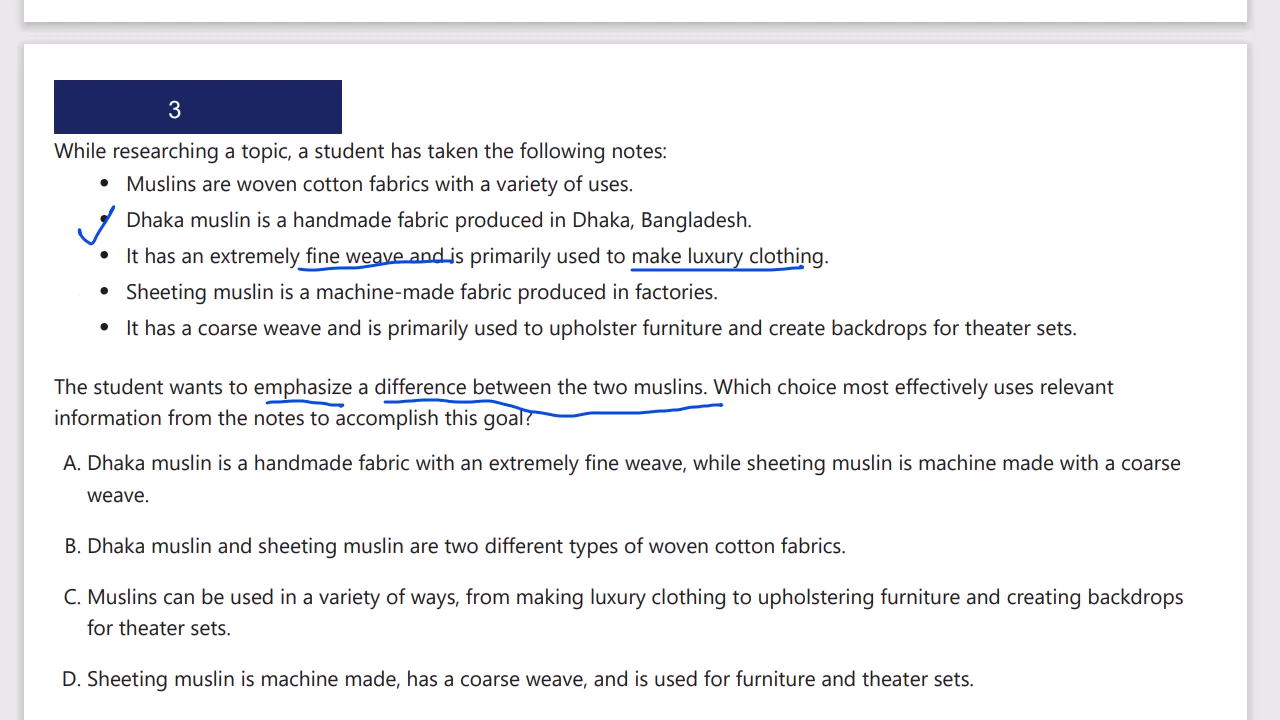 3
While researching a topic, a student has taken the following notes:
• Muslins are woven cotton fabrics with a variety of uses.
• Dhaka muslin is a handmade fabric produced in Dhaka, Bangladesh.
• It has an extremely fine weave and is primarily used to make luxury clothing.
• Sheeting muslin is a machine-made fabric produced in factories.
• It has a coarse weave and is primarily used to upholster furniture and create backdrops for theater sets.
The student wants to emphasize a difference between the two muslins. Which choice most effectively uses relevant
information from the notes to accomplish this goal?
A. Dhaka muslin is a handmade fabric with an extremely fine weave, while sheeting muslin is machine made with a coarse
weave.
B. Dhaka muslin and sheeting muslin are two different types of woven cotton fabrics.
C. Muslins can be used in a variety of ways, from making luxury clothing to upholstering furniture and creating backdrops
for theater sets.
D. Sheeting muslin is machine made, has a coarse weave, and is used for furniture and theater sets.